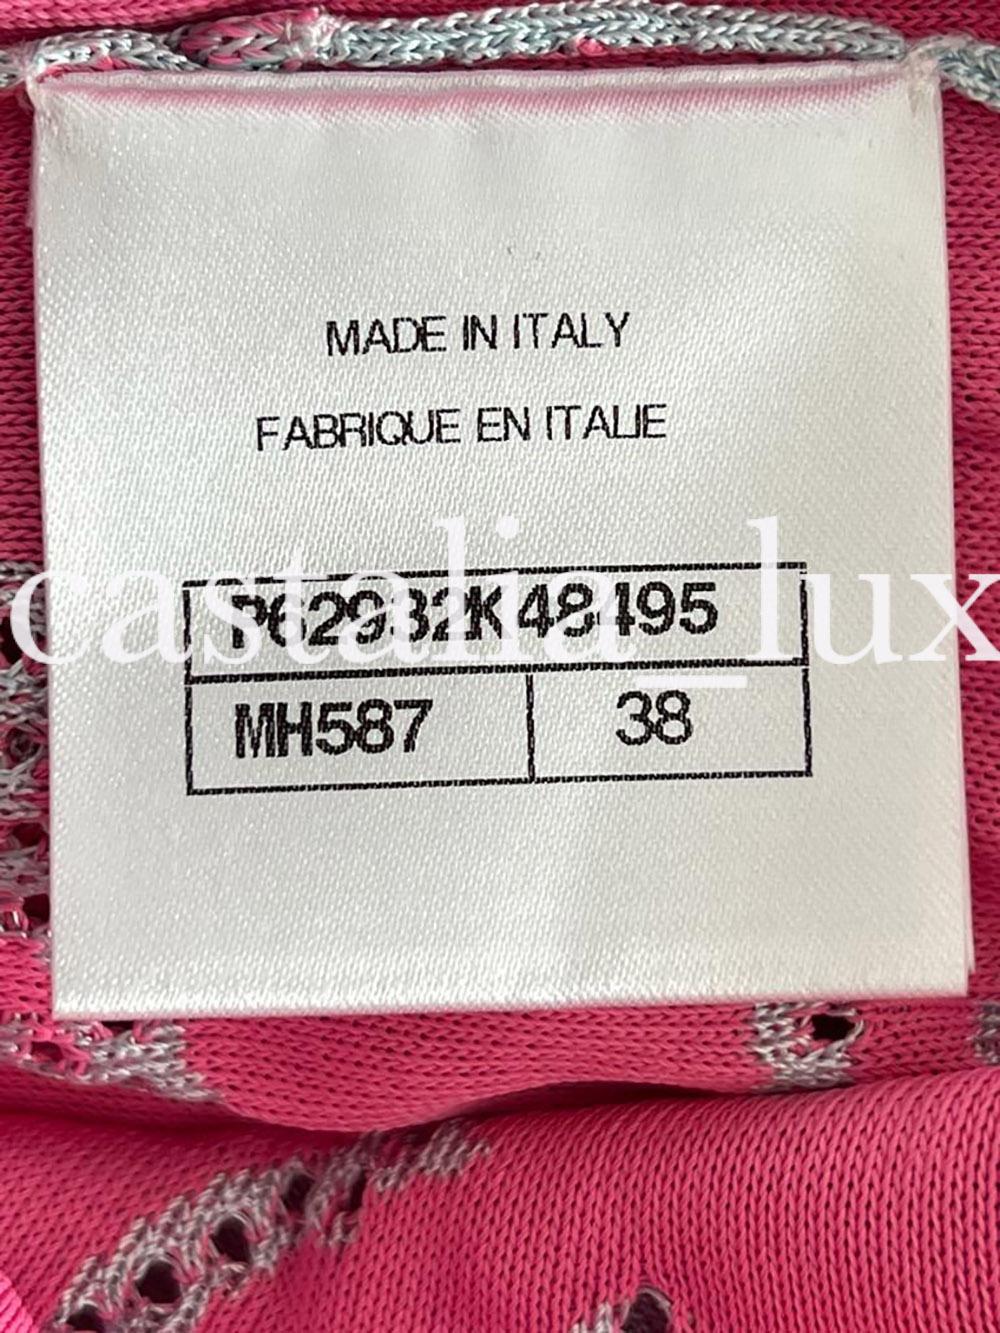 MADE IN ITALY
FABRIQUE EN ITALIE
castalia_lux
P62932K48495
MH587 38